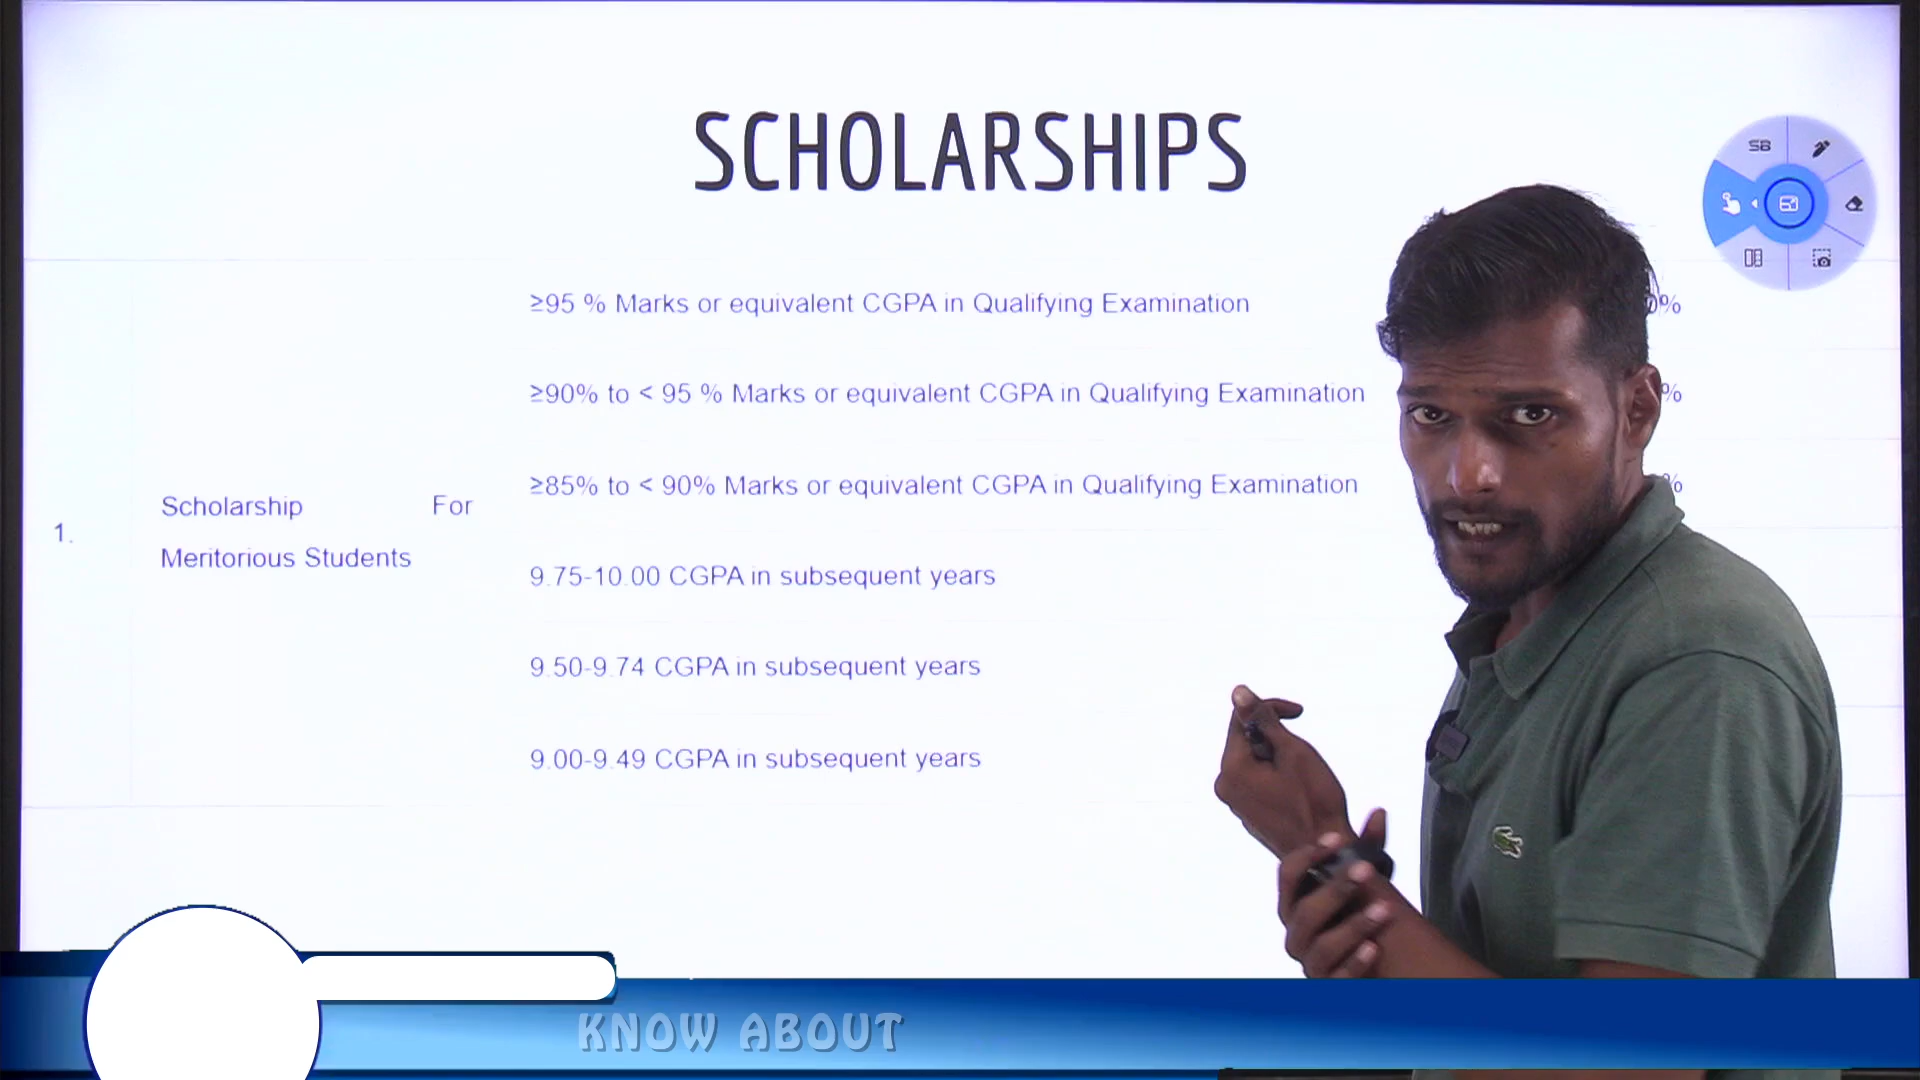 SCHOLARSHIPS
SB
≥95 % Marks or equivalent CGPA in Qualifying Examination
≥90% to < 95 % Marks or equivalent CGPA in Qualifying Examination
≥85% to < 90% Marks or equivalent CGPA in Qualifying Examination
1.
Scholarship For
Meritorious Students
9.75-10.00 CGPA in subsequent years
9.50-9.74 CGPA in subsequent years
9.00-9.49 CGPA in subsequent years
KNOW ABOUT